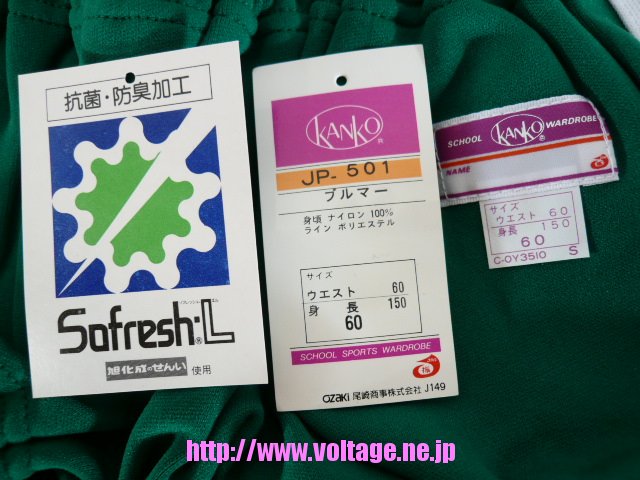 抗菌・防臭加工
Sofresh-L
®
旭化成のせんい 使用
KANKO
®
JP-501
ブルマー
身頃 ナイロン 100%
ライン ポリエステル
サイズ
ウエスト 60
身長 150
60
SCHOOL SPORTS WARDROBE
ozaki 尾崎商事株式会社 J149
SCHOOL KANKO ® WARDROBE
NAME
サイズ
ウエスト 60
身長 150
60
C-OY3510 S
http://www.voltage.ne.jp